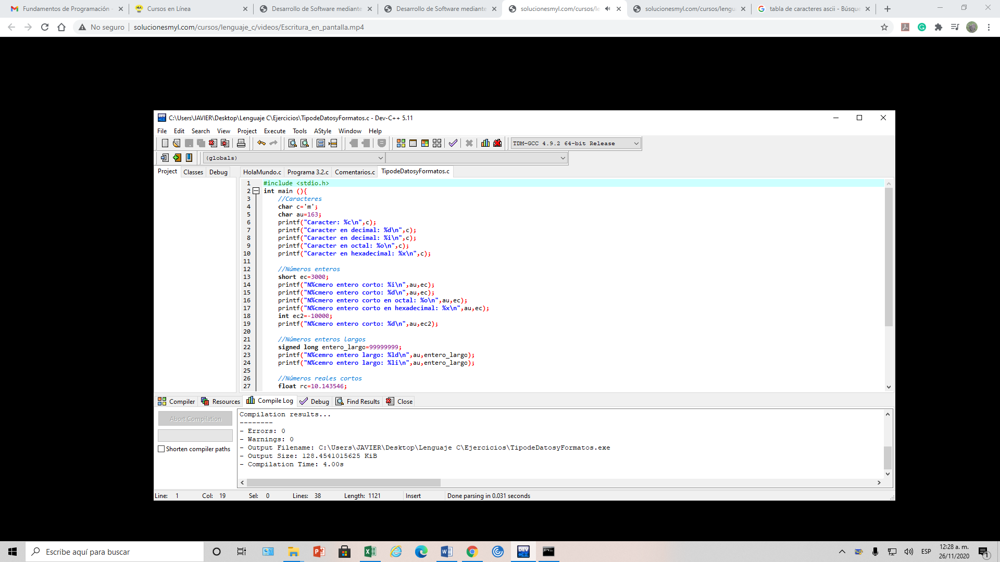 Fundamentos de Programación
Cursos en Línea
Desarrollo de Software mediante
Desarrollo de Software mediante
solucionesmyl.com/cursos/le
solucionesmyl.com/cursos/lengu
tabla de caracteres ascii - Búsque
No seguro
solucionesmyl.com/cursos/lenguaje_c/videos/Escritura_en_pantalla.mp4
C:\Users\JAVIER\Desktop\Lenguaje C\Ejercicios\TipodeDatosyFormatos.c - Dev-C++ 5.11
File Edit Search View Project Execute Tools AStyle Window Help
TDM-GCC 4.9.2 64-bit Release
(globals)
Project Classes Debug
HolaMundo.c Programa 3.2.c Comentarios.c TipodeDatosyFormatos.c
1 #include <stdio.h>
2 int main (){
3 //Caracteres
4 char c='m';
5 char au=163;
6 printf("Caracter: %c\n",c);
7 printf("Caracter en decimal: %d\n",c);
8 printf("Caracter en decimal: %i\n",c);
9 printf("Caracter en octal: %o\n",c);
10 printf("Caracter en hexadecimal: %x\n",c);
11
12 //Números enteros
13 short ec=3000;
14 printf("N%cmero entero corto: %i\n",au,ec);
15 printf("N%cmero entero corto: %d\n",au,ec);
16 printf("N%cmero entero corto en octal: %o\n",au,ec);
17 printf("N%cmero entero corto en hexadecimal: %x\n",au,ec);
18 int ec2=-10000;
19 printf("N%cmero entero corto: %d\n",au,ec2);
20
21 //Números enteros largos
22 signed long entero_largo=99999999;
23 printf("N%cemro entero largo: %ld\n",au,entero_largo);
24 printf("N%cemro entero largo: %li\n",au,entero_largo);
25
26 //Números reales cortos
27 float rc=10.143546;
Compiler Resources Compile Log Debug Find Results Close
Abort Compilation
Shorten compiler paths
Compilation results...
--------
- Errors: 0
- Warnings: 0
- Output Filename: C:\Users\JAVIER\Desktop\Lenguaje C\Ejercicios\TipodeDatosyFormatos.exe
- Output Size: 128.4541015625 KiB
- Compilation Time: 4.00s
Line: 1 Col: 19 Sel: 0 Lines: 38 Length: 1121 Insert Done parsing in 0.031 seconds
Escribe aquí para buscar
ESP
12:28 a. m.
26/11/2020
1